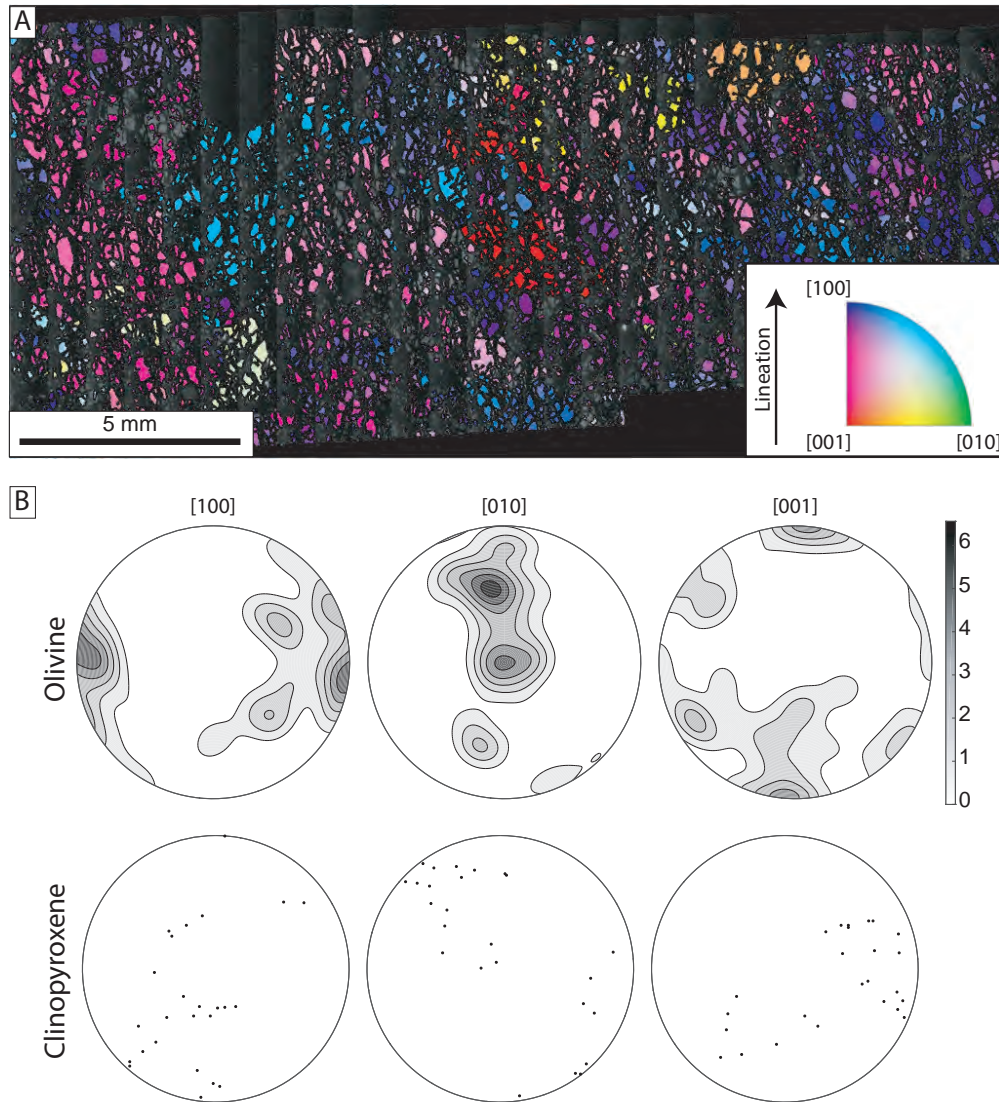 A
5 mm
Lineation
[100]
[001]
[010]
B
[100]
[010]
[001]
Olivine
6
5
4
3
2
1
0
Clinopyroxene